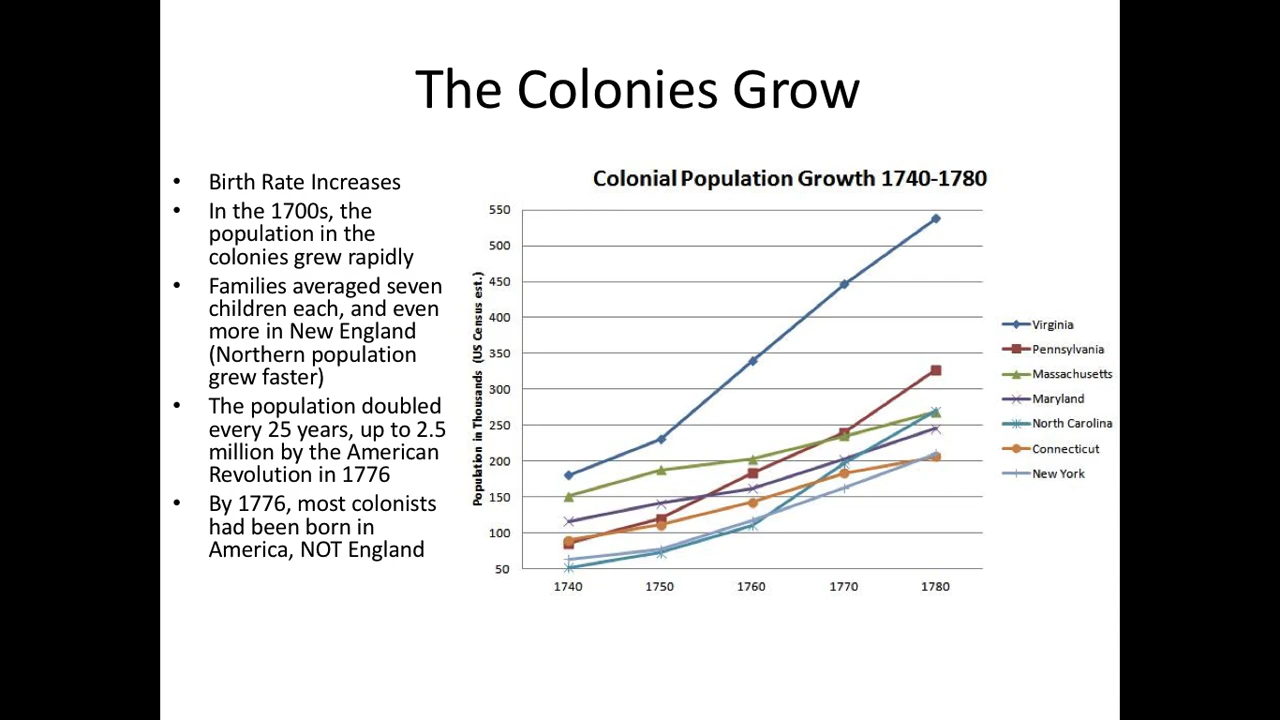 The Colonies Grow
• Birth Rate Increases
• In the 1700s, the
population in the
colonies grew rapidly
• Families averaged seven
children each, and even
more in New England
(Northern population
grew faster)
• The population doubled
every 25 years, up to 2.5
million by the American
Revolution in 1776
• By 1776, most colonists
had been born in
America, NOT England
Colonial Population Growth 1740-1780
Population in Thousands (US Census est.)
550
500
450
400
350
300
250
200
150
100
50
1740 1750 1760 1770 1780
Virginia
Pennsylvania
Massachusetts
Maryland
North Carolina
Connecticut
New York